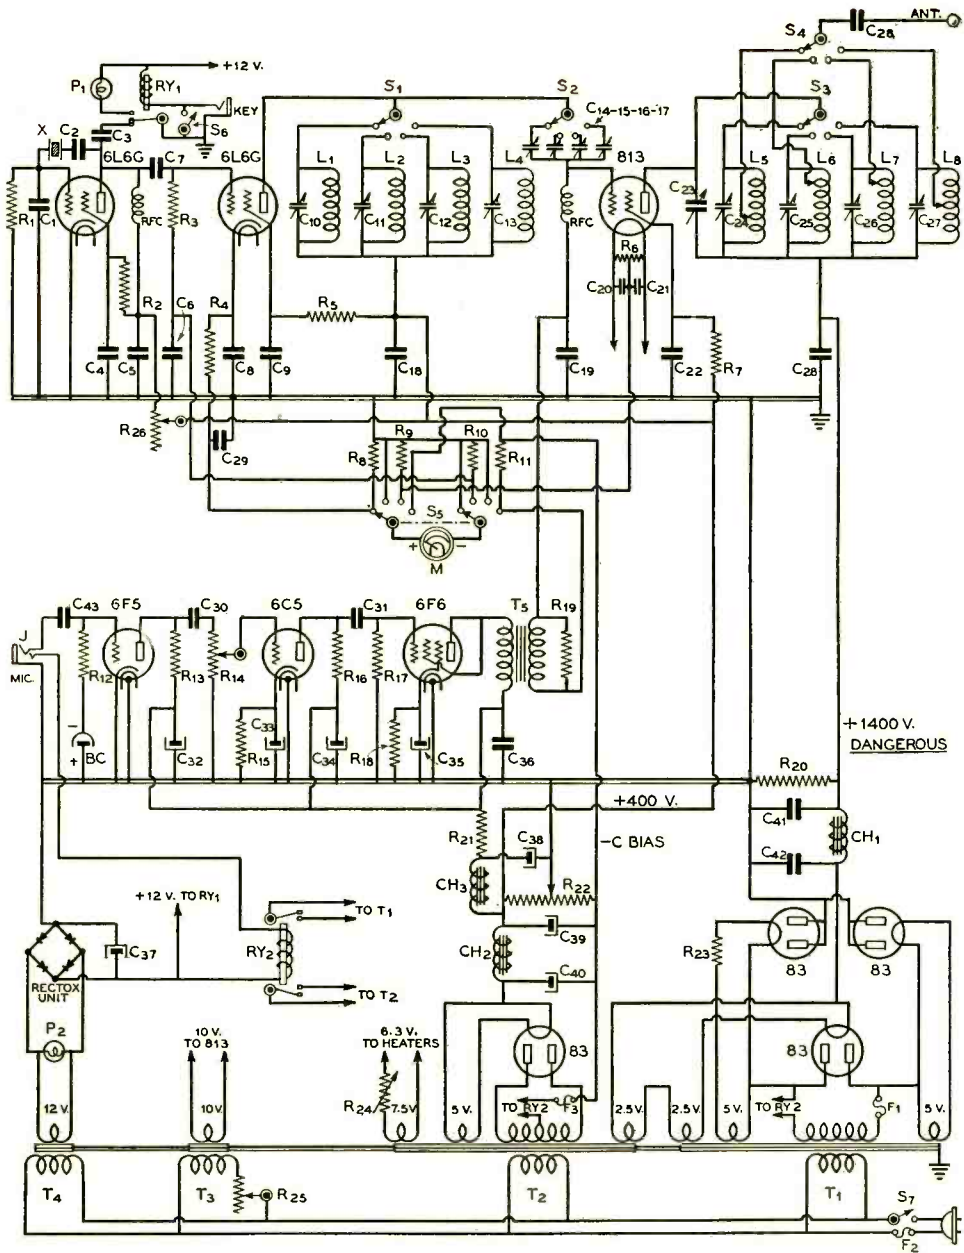 ANT.
C28
S4
+12 V.
P1
RY1
S1
S2
S3
KEY
C14-15-16-17
X
C2
C3
S6
6L6G
C7
6L6G
L1
L2
L3
L4
813
L5
L6
L7
L8
C23
R1
C1
RFC
R3
C10
C11
C12
C13
RFC
C24
C25
C26
C27
R6
C20
C21
R2
C6
R4
R5
C4
C5
C8
C9
C18
C19
C22
R7
C28
R26
C29
R8
R9
R10
R11
S5
+
-
M
C43
6F5
C30
6C5
C31
6F6
T5
R19
J
MIC.
R12
R13
R14
R16
R17
-
+ BC
C32
R15
C33
C34
R18
C35
C36
+1400 V.
DANGEROUS
R20
+400 V.
C41
R21
C38
-C BIAS
CH1
C42
CH3
R22
+12 V. TO RY1
TO T1
C37
RY2
CH2
C39
C40
R23
83
83
RECTOX
UNIT
TO T2
P2
10 V.
TO 813
6.3 V.
TO HEATERS
83
83
R24
TO RY2
F3
TO RY2
F1
12 V.
10V.
7.5V.
5 V.
2.5V.
2.5V.
5 V.
5 V.
T4
T3
R25
T2
T1
S7
F2